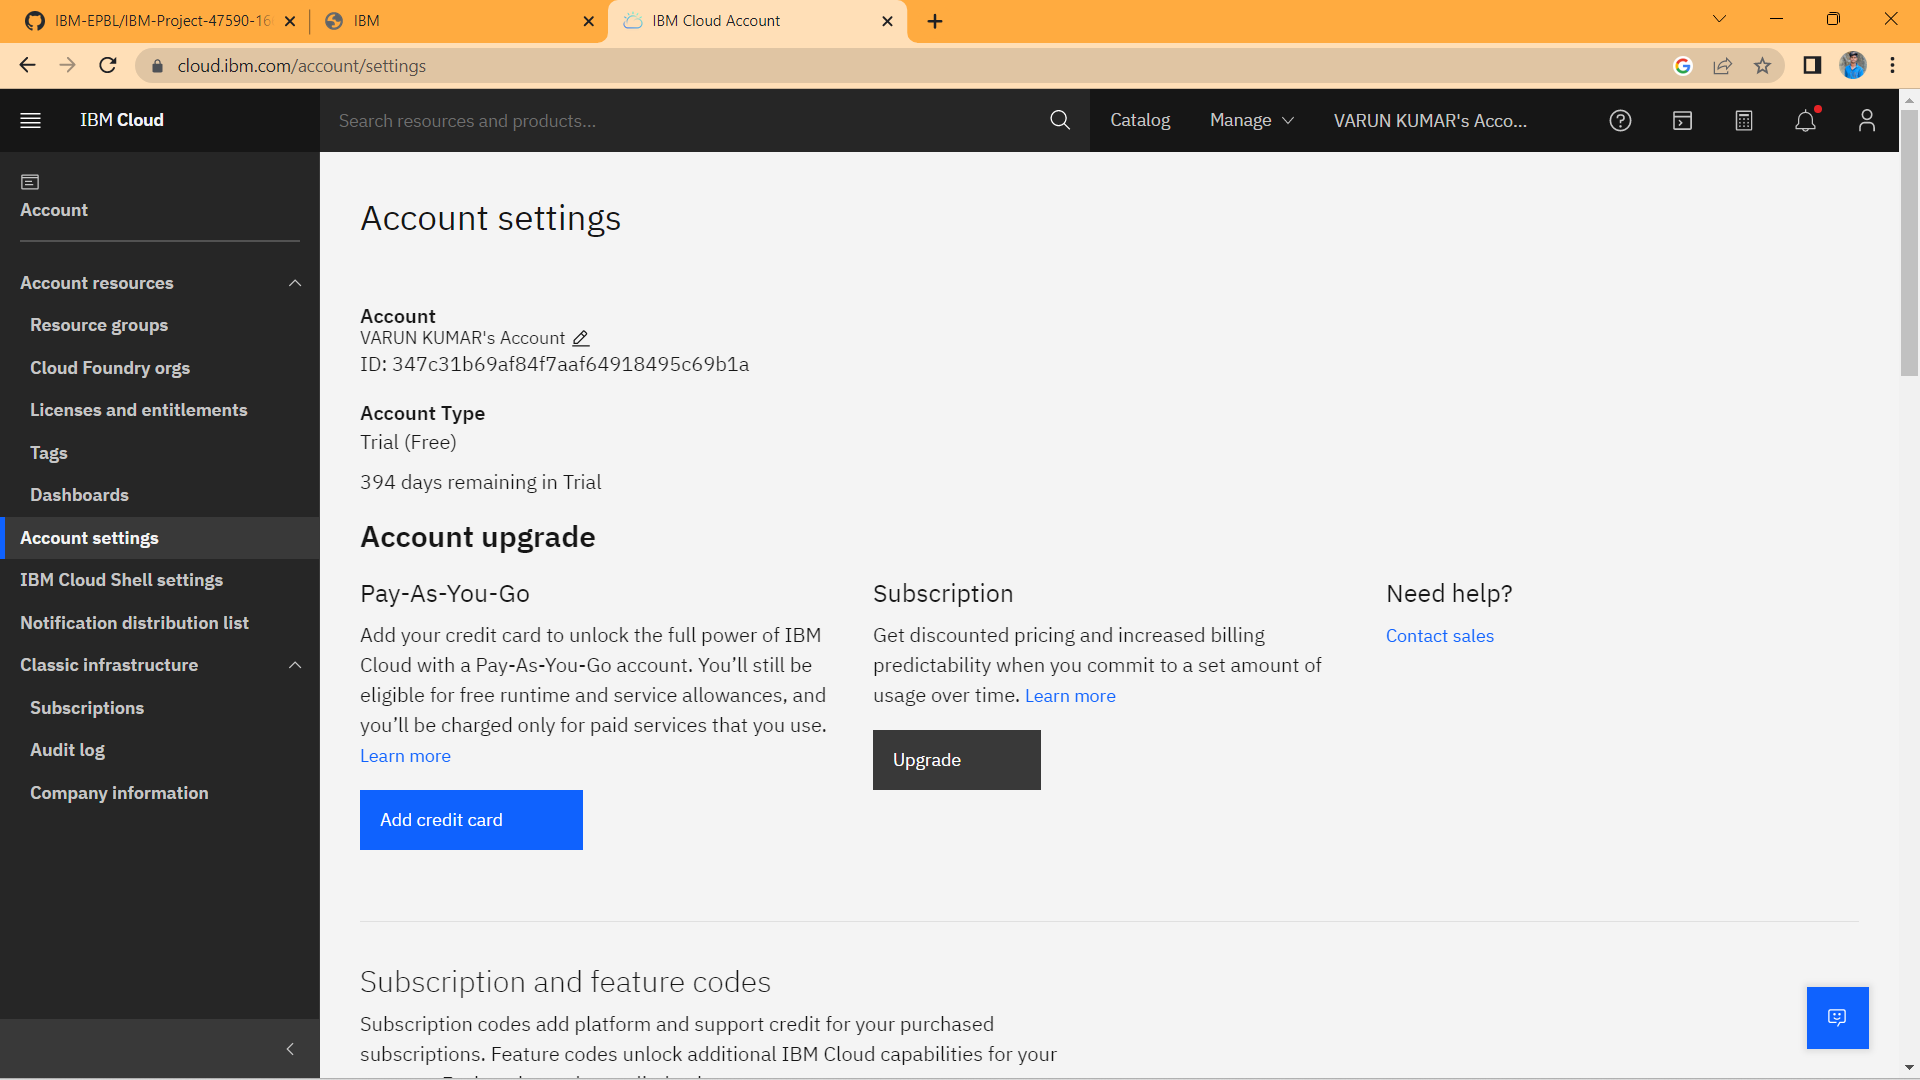 IBM-EPBL/IBM-Project-47590-16
IBM
IBM Cloud Account
cloud.ibm.com/account/settings
IBM Cloud
Search resources and products...
Catalog
Manage
VARUN KUMAR's Acco...
Account
Account resources
Resource groups
Cloud Foundry orgs
Licenses and entitlements
Tags
Dashboards
Account settings
IBM Cloud Shell settings
Notification distribution list
Classic infrastructure
Subscriptions
Audit log
Company information
Account settings
Account
VARUN KUMAR's Account
ID: 347c31b69af84f7aaf64918495c69b1a
Account Type
Trial (Free)
394 days remaining in Trial
Account upgrade
Pay-As-You-Go
Add your credit card to unlock the full power of IBM
Cloud with a Pay-As-You-Go account. You’ll still be
eligible for free runtime and service allowances, and
you’ll be charged only for paid services that you use.
Learn more
Add credit card
Subscription
Get discounted pricing and increased billing
predictability when you commit to a set amount of
usage over time. Learn more
Upgrade
Need help?
Contact sales
Subscription and feature codes
Subscription codes add platform and support credit for your purchased
subscriptions. Feature codes unlock additional IBM Cloud capabilities for your